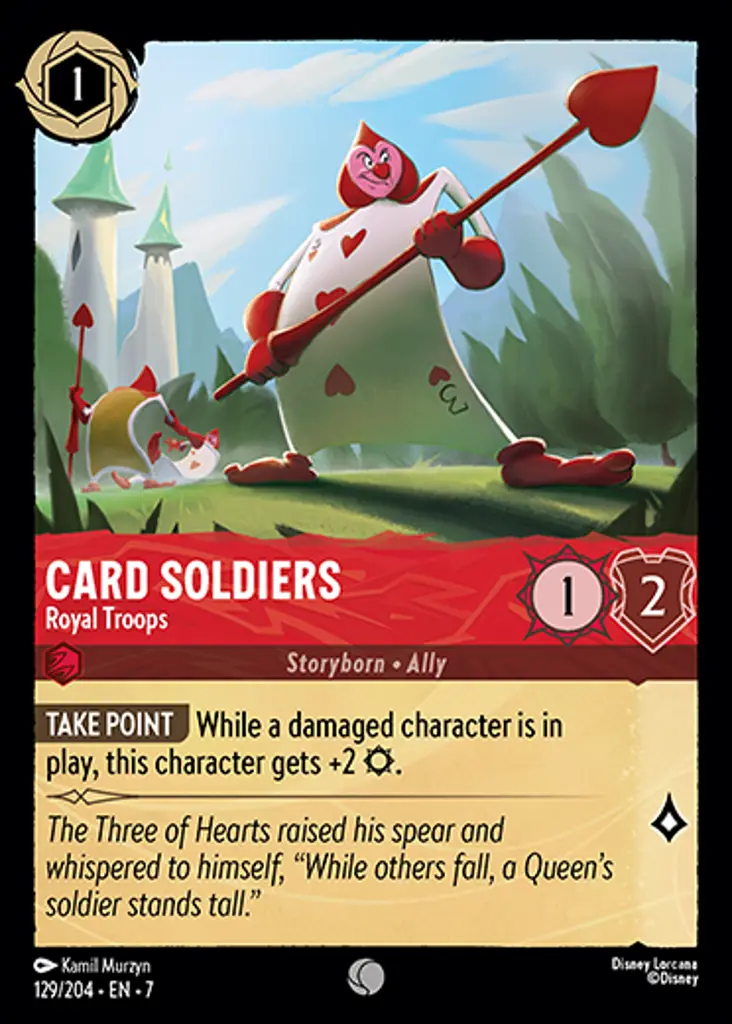 1
3
3
CARD SOLDIERS
Royal Troops
1
2
Storyborn • Ally
TAKE POINT While a damaged character is in
play, this character gets +2 .
The Three of Hearts raised his spear and
whispered to himself, “While others fall, a Queen’s
soldier stands tall.”
Kamil Murzyn
129/204 • EN • 7
Disney Lorcana
©Disney